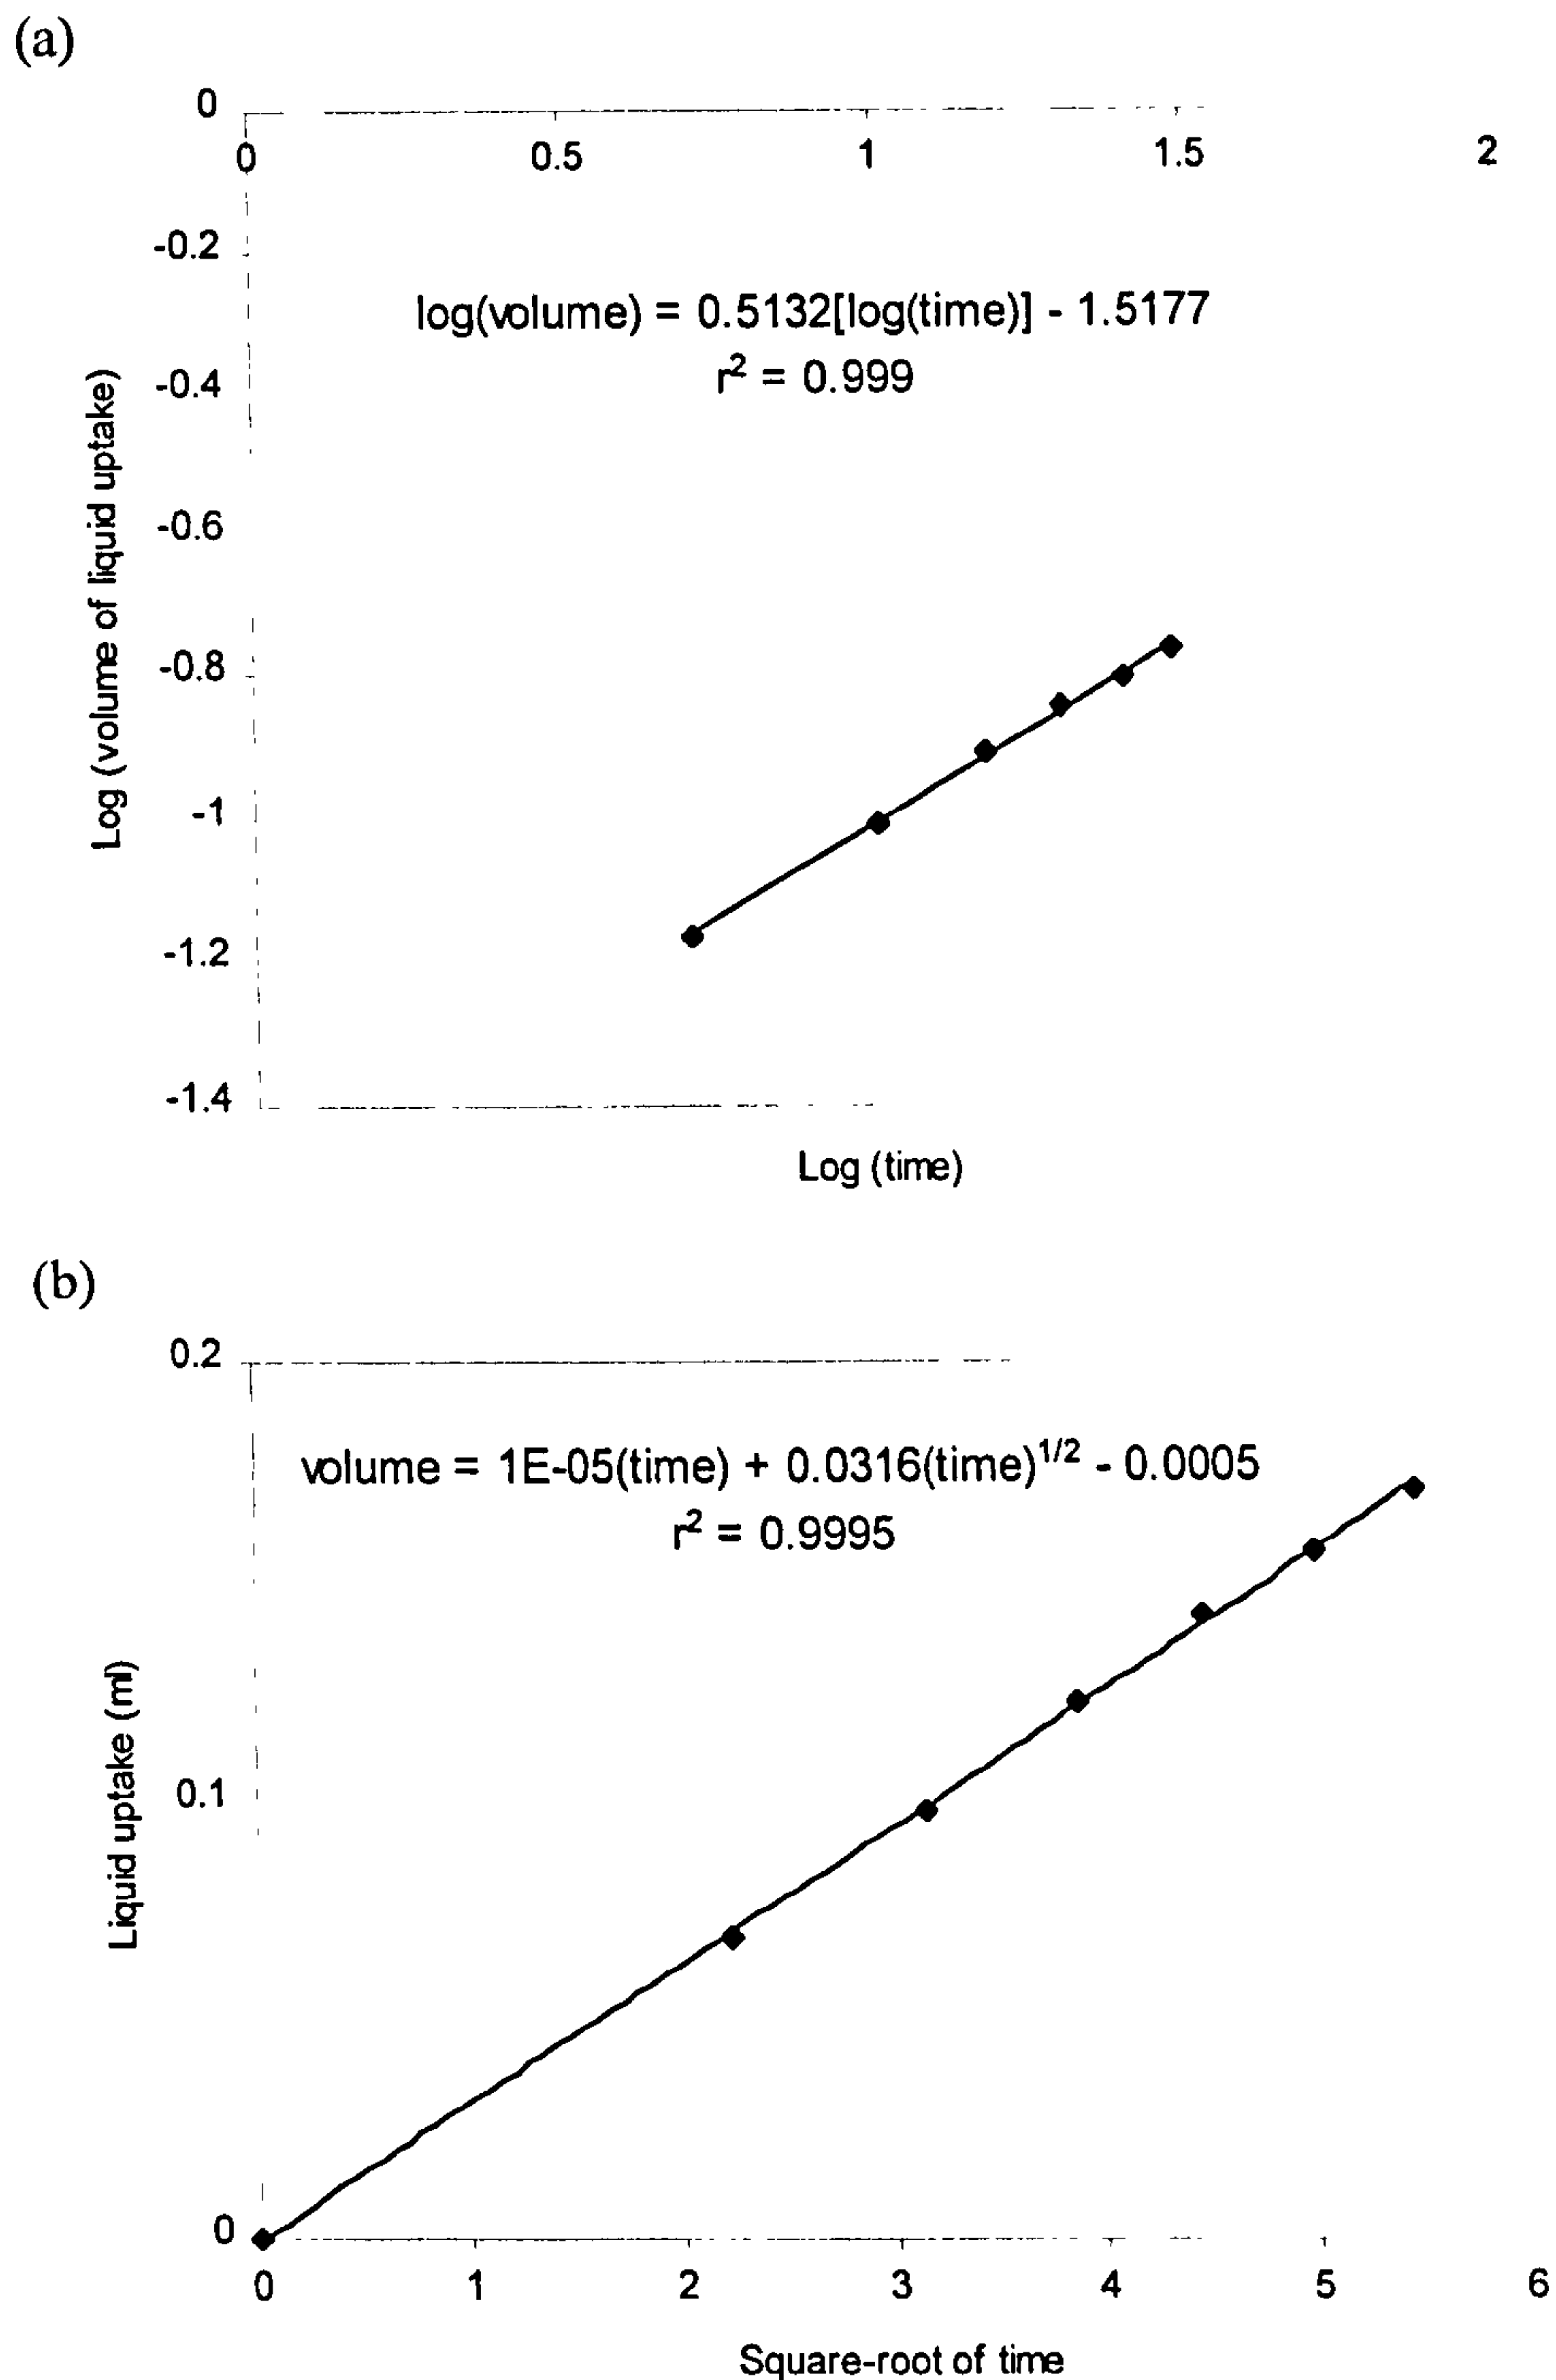 (a)
0
0 0.5 1 1.5 2
-0.2
log(volume) = 0.5132[log(time)] - 1.5177
r² = 0.999
-0.4
-0.6
-0.8
-1
-1.2
-1.4
Log (volume of liquid uptake)
Log (time)
(b)
0.2
volume = 1E-05(time) + 0.0316(time)^1/2 - 0.0005
r² = 0.9995
0.1
0
Liquid uptake (ml)
0 1 2 3 4 5 6
Square-root of time